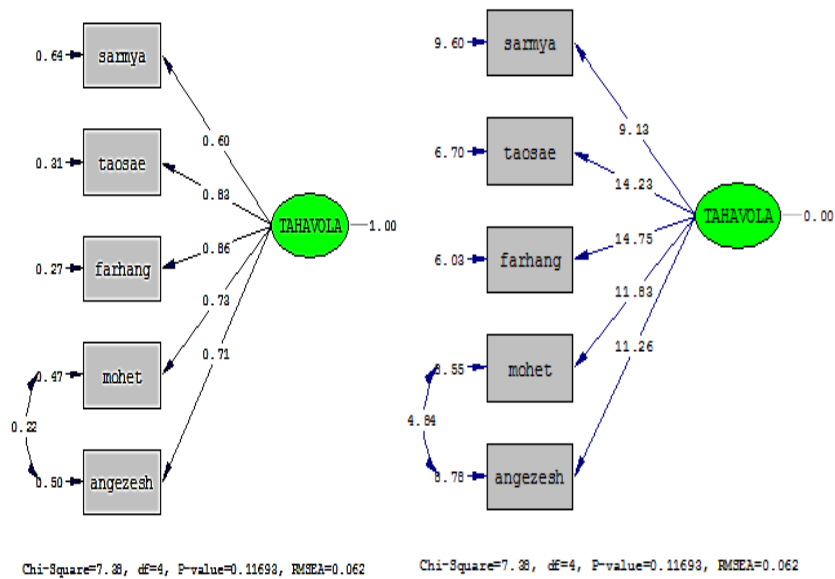 0.64 sarmya
0.60
0.31 taosae
0.83
TAHAVOLA 1.00
0.27 farhang
0.86
0.73
0.47 mohet
0.71
0.22
0.50 angezesh
Chi-Square=7.38, df=4, P-value=0.11693, RMSEA=0.062
9.60 sarmya
9.13
6.70 taosae
14.23
TAHAVOLA 0.00
6.03 farhang
14.75
11.83
mohet
11.26
4.84
angezesh
Chi-Square=7.38, df=4, P-value=0.11693, RMSEA=0.062